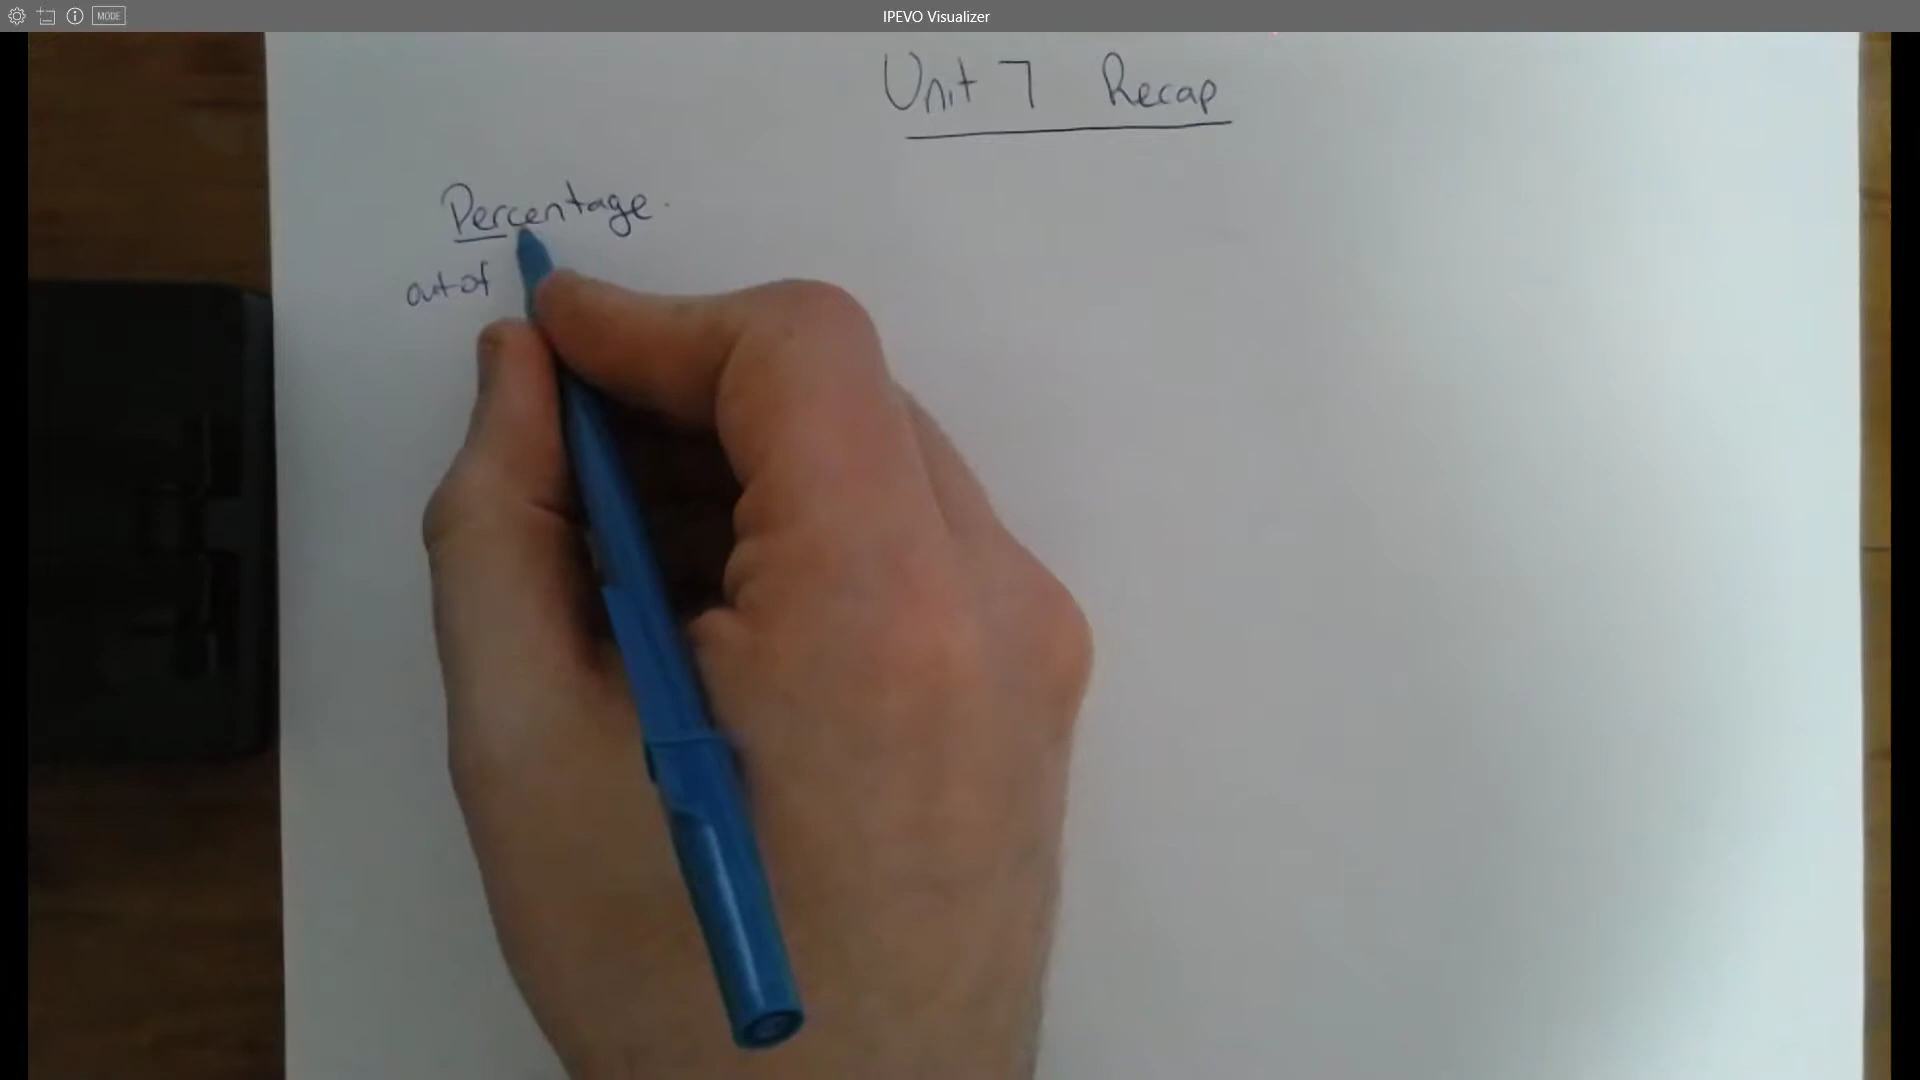 MODE
IPEVO Visualizer
Unit 7 Recap
Percentage.
out of